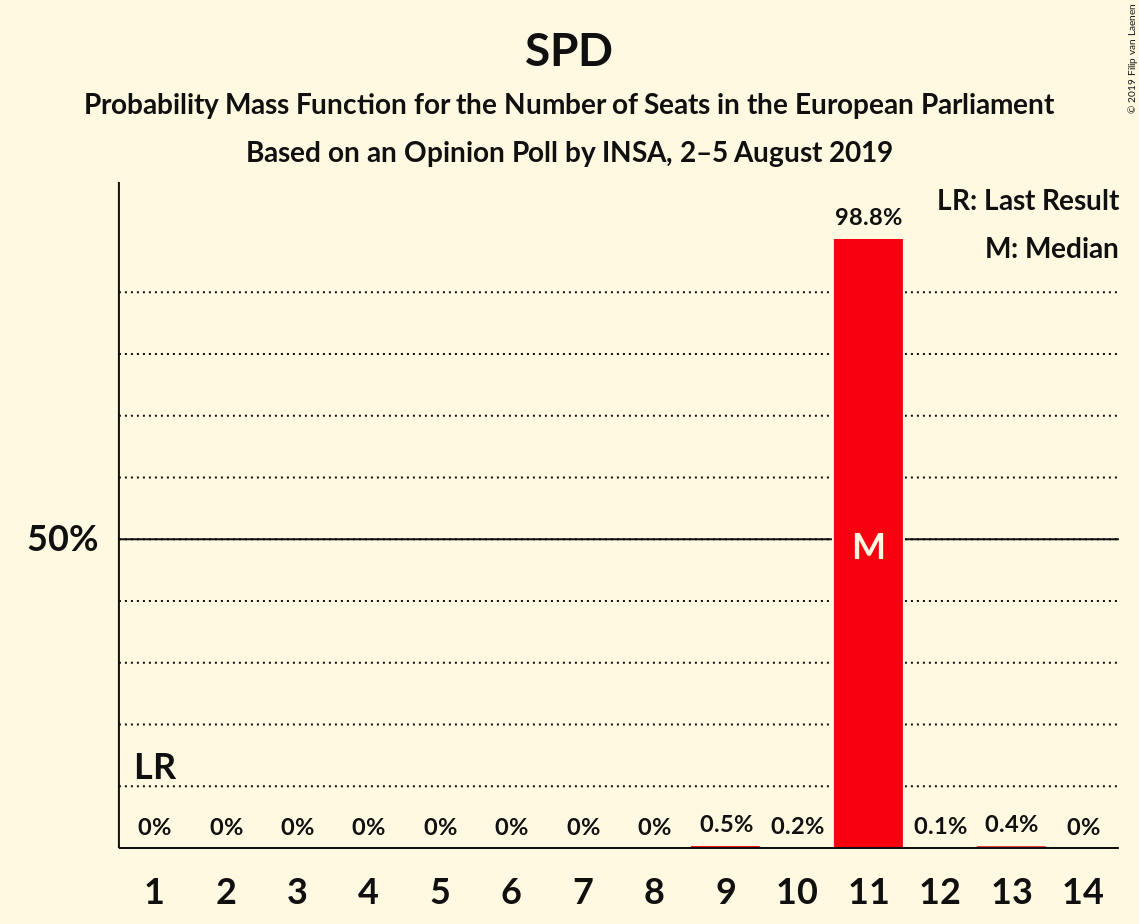 SPD
Probability Mass Function for the Number of Seats in the European Parliament
Based on an Opinion Poll by INSA, 2–5 August 2019
© 2019 Filip van Laenen
LR: Last Result
M: Median
98.8%
50%
M
LR
0% 0% 0% 0% 0% 0% 0% 0% 0.5% 0.2% 0.1% 0.4% 0%
1 2 3 4 5 6 7 8 9 10 11 12 13 14